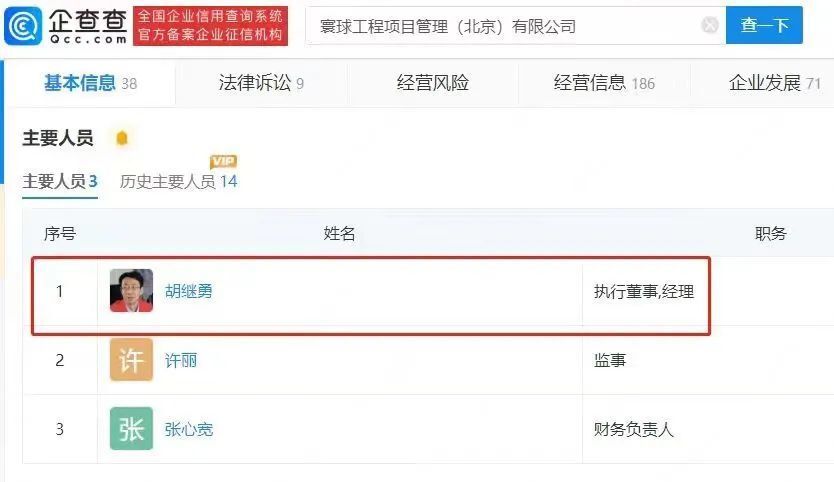 企查查
Qcc.com
全国企业信用查询系统
官方备案企业征信机构
寰球工程项目管理（北京）有限公司
查一下
基本信息 38
法律诉讼 9
经营风险
经营信息 186
企业发展 71
主要人员
VIP
主要人员 3
历史主要人员 14
序号
姓名
职务
1
胡继勇
执行董事,经理
2
许
许丽
监事
3
张
张心宽
财务负责人